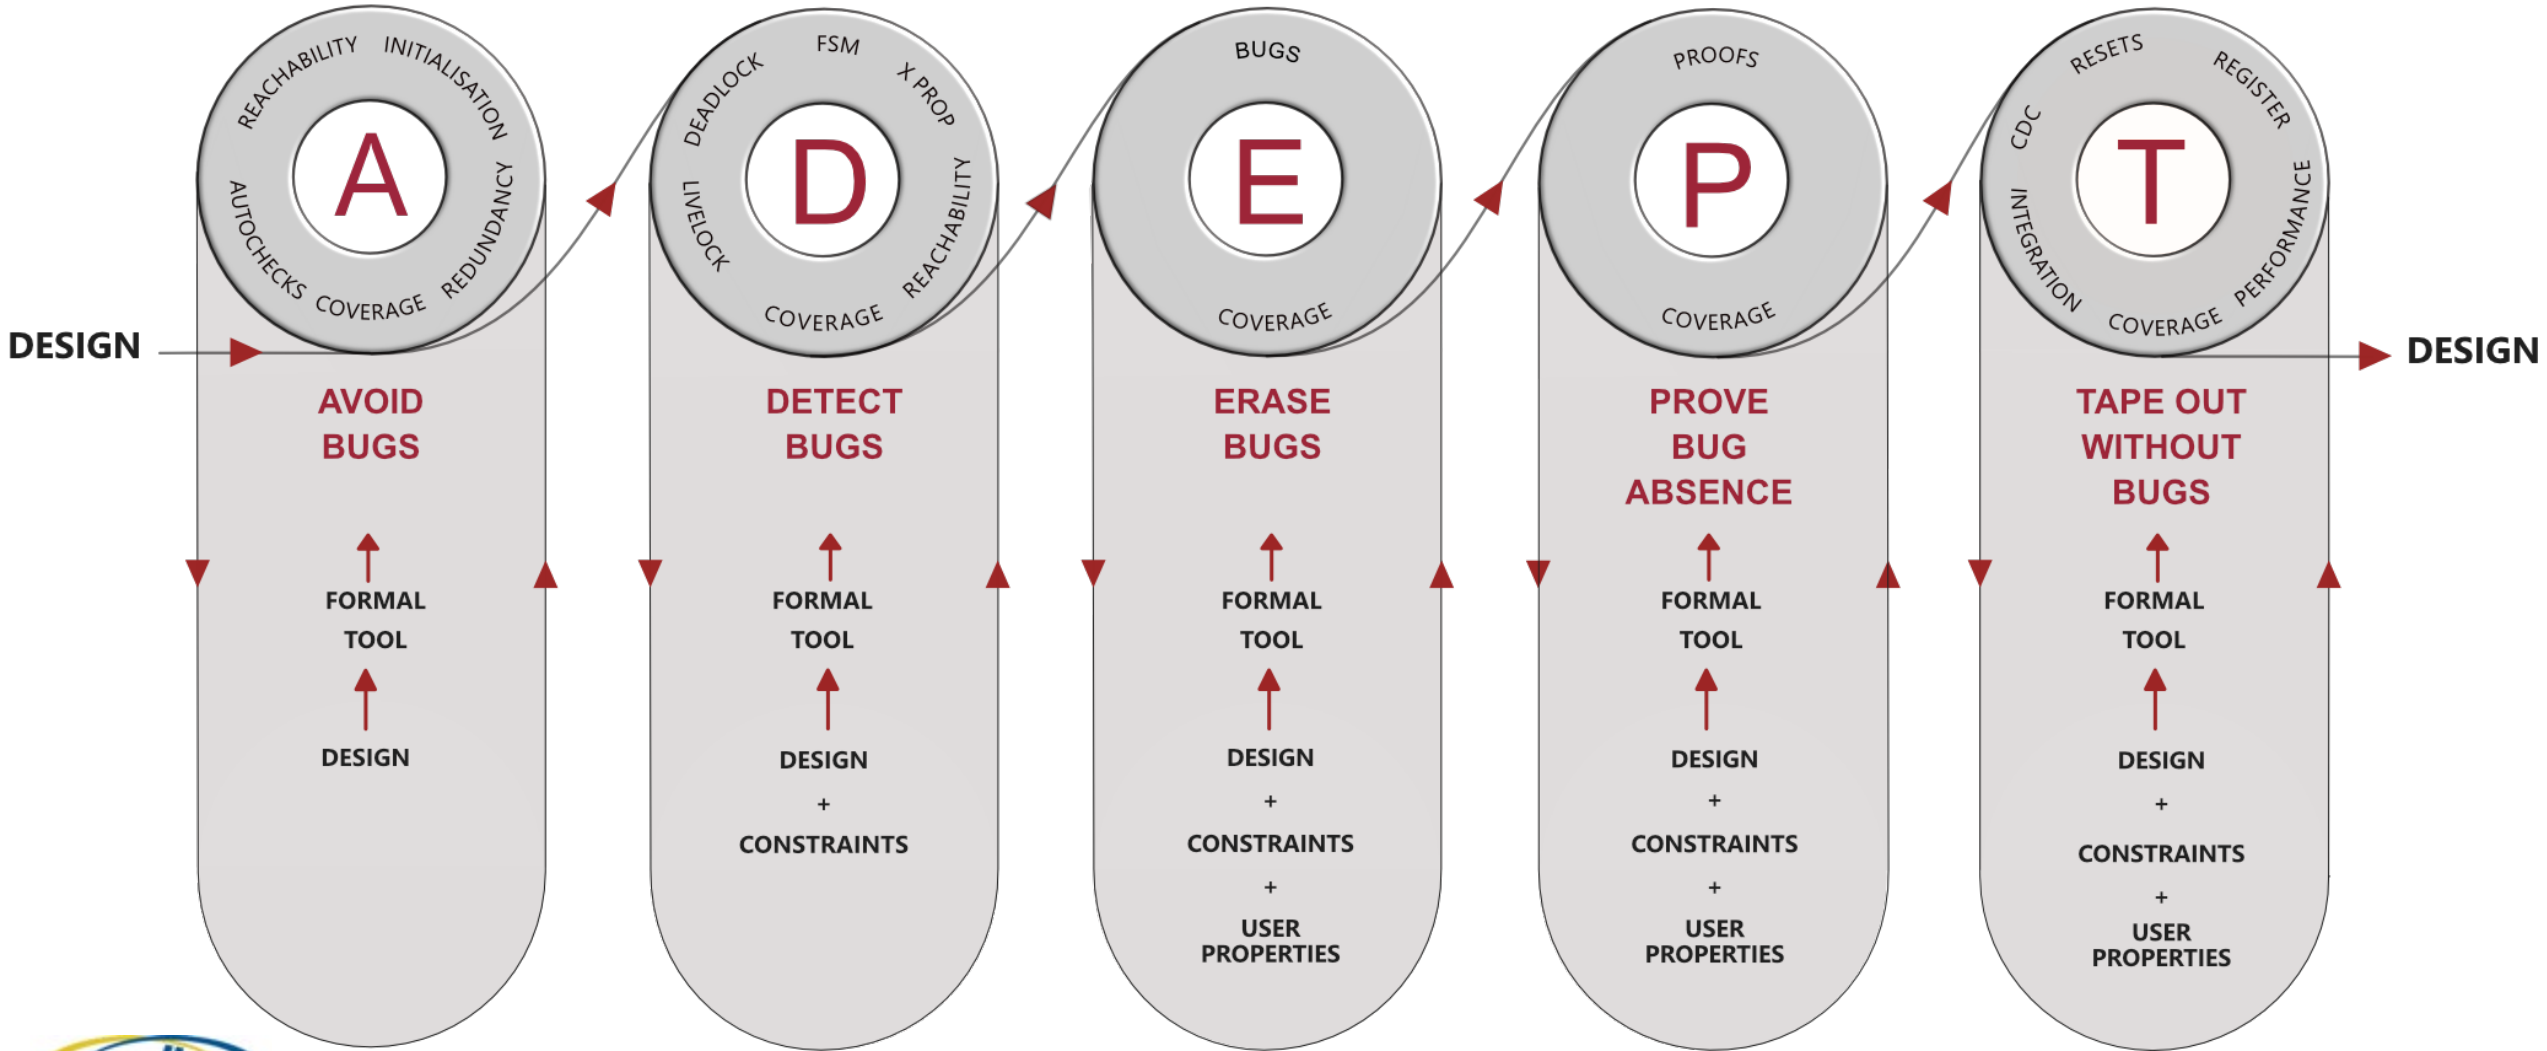 DESIGN
REACHABILITY
INITIALISATION
REDUNDANCY
COVERAGE
AUTOCHECKS
A
AVOID
BUGS
FORMAL
TOOL
DESIGN
DEADLOCK
FSM
X PROP
REACHABILITY
COVERAGE
LIVELOCK
D
DETECT
BUGS
FORMAL
TOOL
DESIGN
+
CONSTRAINTS
BUGS
COVERAGE
E
ERASE
BUGS
FORMAL
TOOL
DESIGN
+
CONSTRAINTS
+
USER
PROPERTIES
PROOFS
COVERAGE
P
PROVE
BUG
ABSENCE
FORMAL
TOOL
DESIGN
+
CONSTRAINTS
+
USER
PROPERTIES
CDC
RESETS
REGISTER
PERFORMANCE
COVERAGE
INTEGRATION
T
TAPE OUT
WITHOUT
BUGS
FORMAL
TOOL
DESIGN
+
CONSTRAINTS
+
USER
PROPERTIES
DESIGN